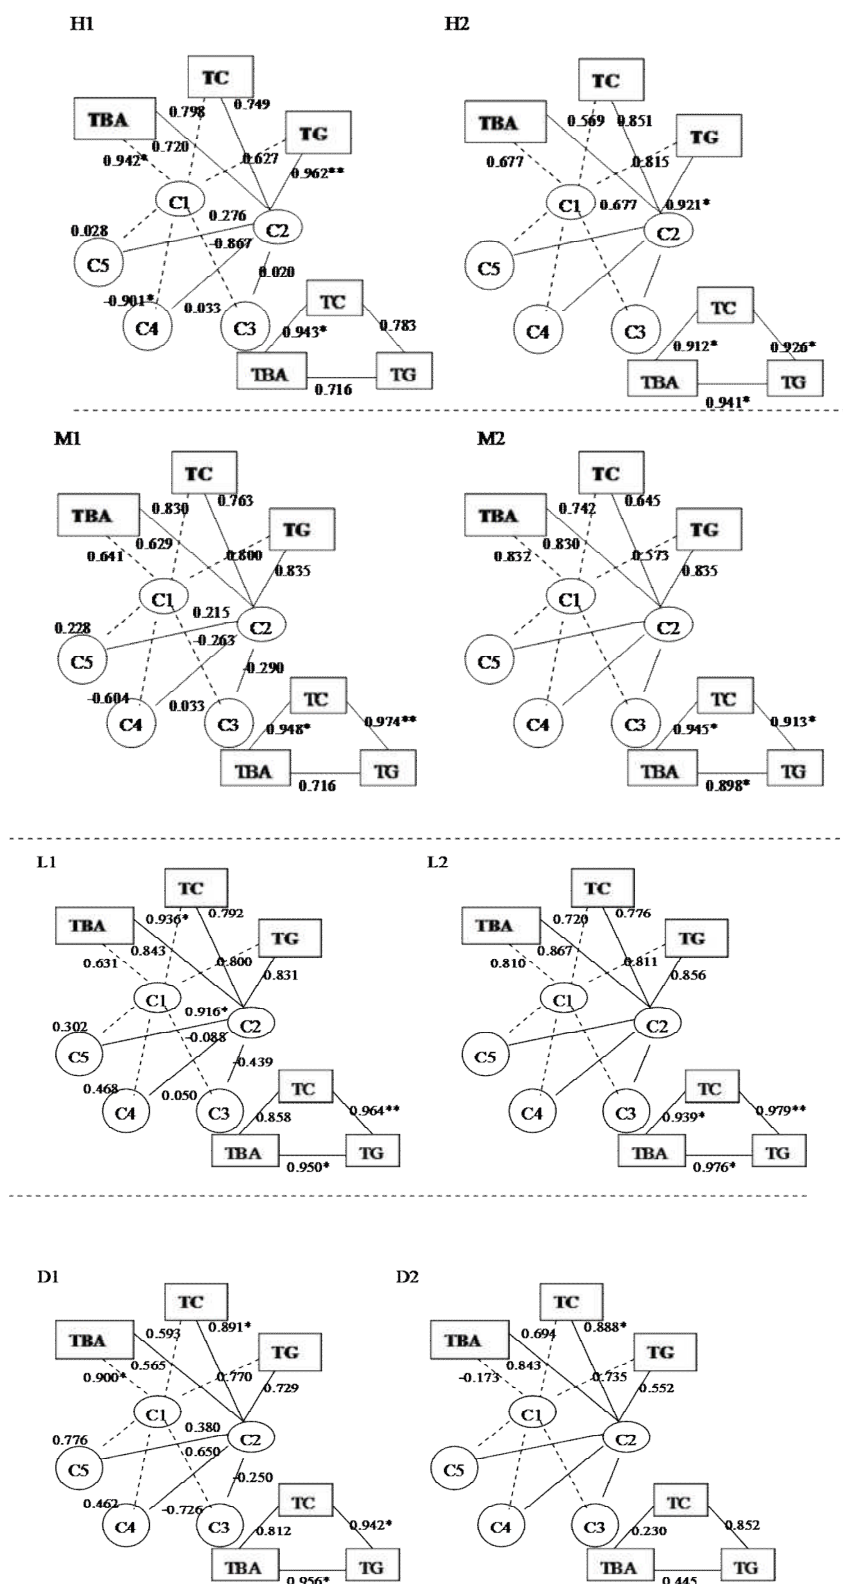 H1
H2
TC
TC
0.798
0.749
0.569
0.851
TBA
TG
TBA
TG
0.720
0.627
0.815
0.942*
0.962**
0.677
C1
C1
0.276
C2
0.677
0.921*
C2
0.028
-0.867
C5
0.020
C5
-0.901*
0.033
TC
TC
C4
C3
C4
C3
0.943*
0.783
0.912*
0.926*
TBA
TG
TBA
TG
0.716
0.941*
M1
M2
TC
TC
0.830
0.763
0.742
0.645
TBA
TG
TBA
TG
0.629
0.800
0.830
0.573
0.641
0.835
0.832
0.835
C1
C1
0.215
C2
C2
0.228
-0.263
C5
-0.290
C5
-0.604
0.033
TC
TC
C4
C3
C4
C3
0.948*
0.974**
0.945*
0.913*
TBA
TG
TBA
TG
0.716
0.898*
L1
L2
TC
TC
0.936*
0.792
0.720
0.776
TBA
TG
TBA
TG
0.843
0.800
0.867
0.811
0.631
0.831
0.810
0.856
C1
C1
0.916*
C2
C2
0.302
-0.088
C5
-0.439
C5
0.468
0.050
TC
TC
C4
C3
C4
C3
0.858
0.964**
0.939*
0.979**
TBA
TG
TBA
TG
0.950*
0.976*
D1
D2
TC
TC
0.593
0.891*
0.694
0.888*
TBA
TG
TBA
TG
0.565
0.770
0.843
0.735
0.900*
0.729
-0.173
0.552
C1
C1
0.380
C2
C2
0.776
0.650
C5
-0.250
C5
0.462
-0.726
TC
TC
C4
C3
C4
C3
0.812
0.942*
0.230
0.852
TBA
TG
TBA
TG
0.956*
0.445